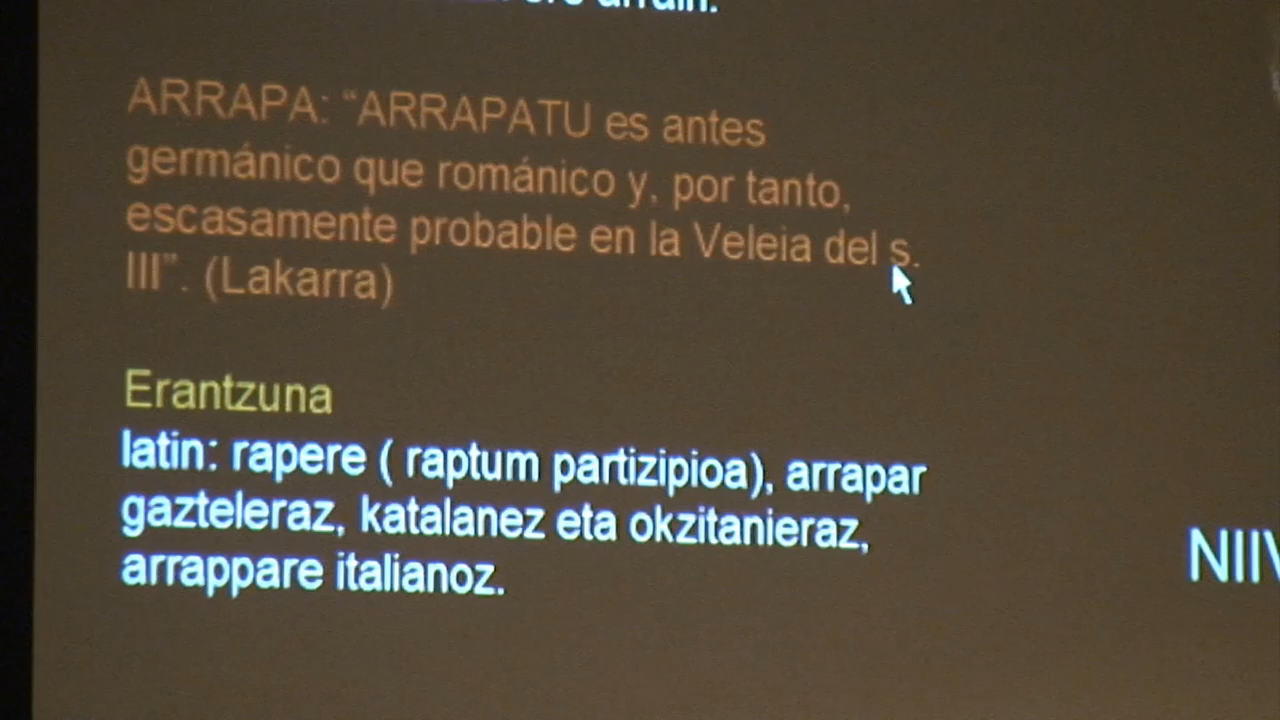 arrain.
ARRAPA: “ARRAPATU es antes
germánico que románico y, por tanto,
escasamente probable en la Veleia del s.
III”. (Lakarra)
Erantzuna
latin: rapere ( raptum partizipioa), arrapar
gazteleraz, katalanez eta okzitanieraz,
arrappare italianoz.